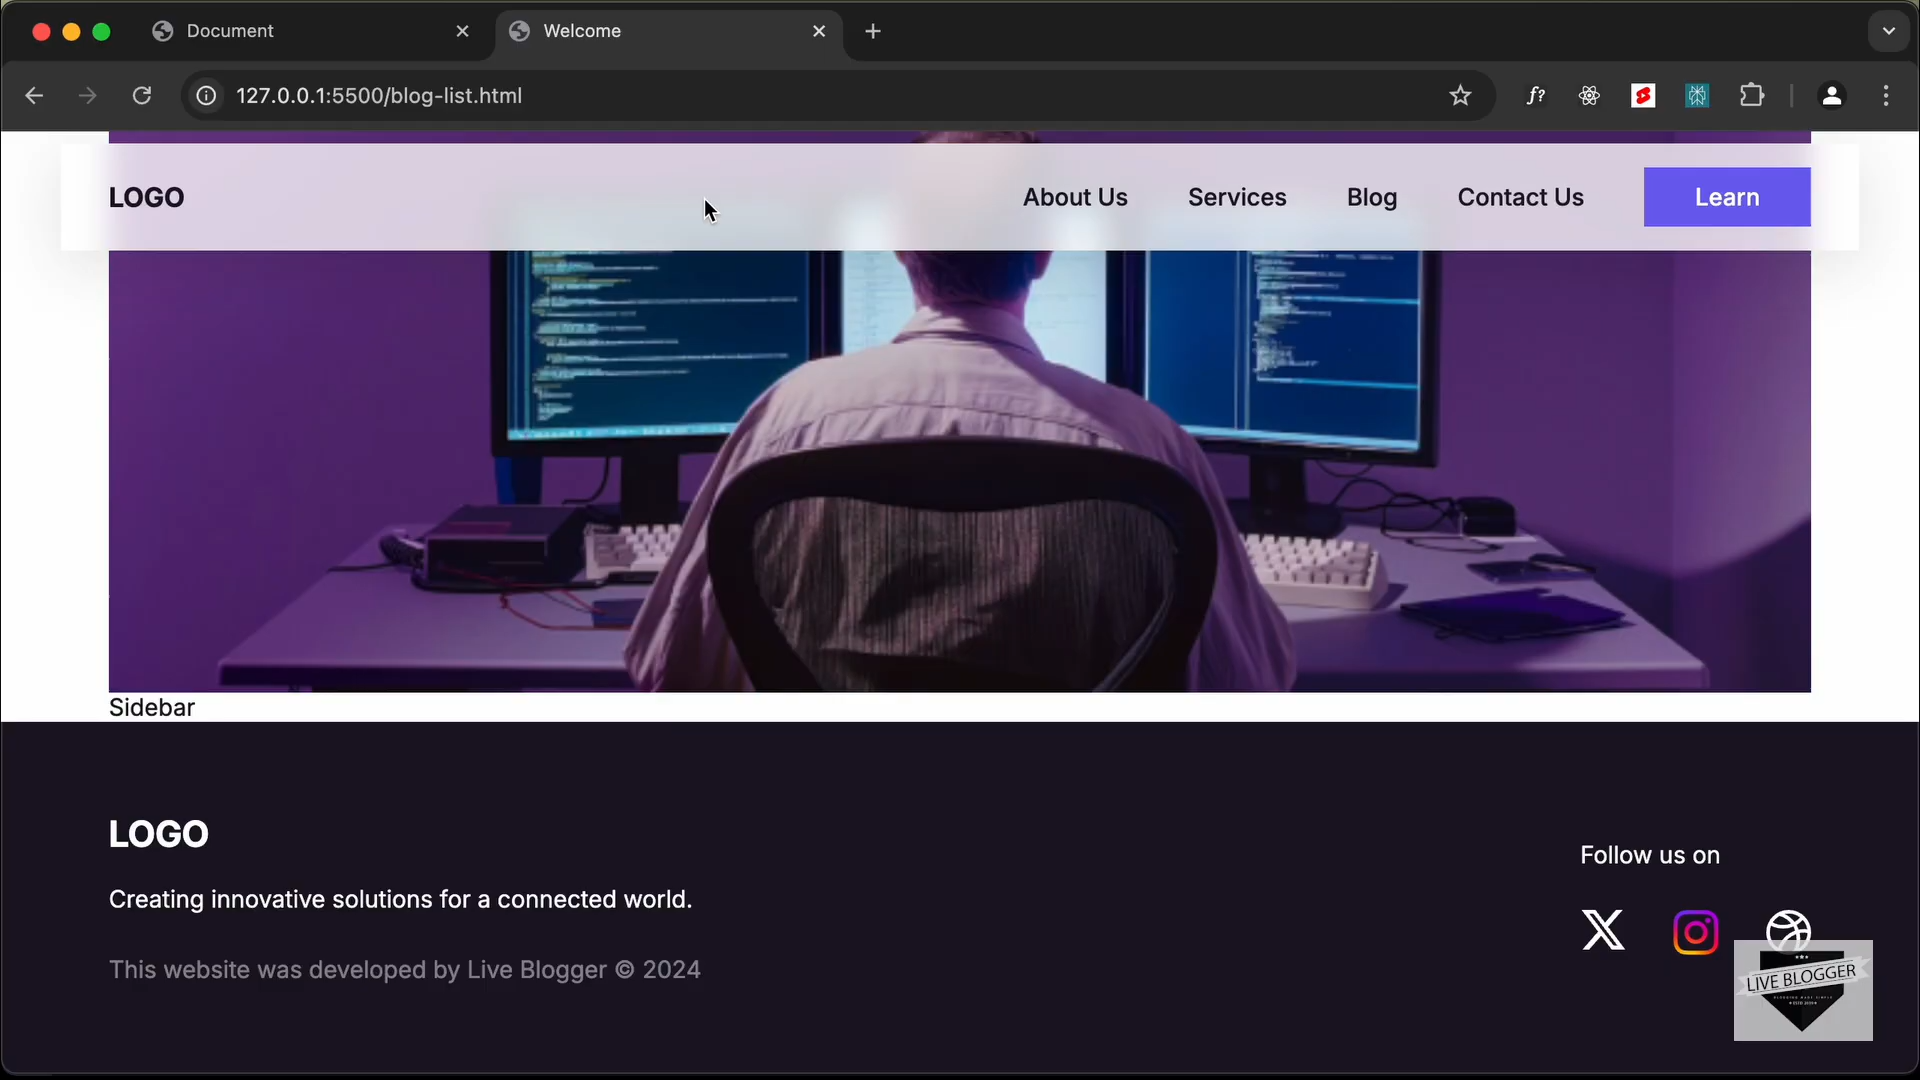 Document
Welcome
127.0.0.1:5500/blog-list.html
f?
LOGO
About Us
Services
Blog
Contact Us
Learn
Sidebar
LOGO
Creating innovative solutions for a connected world.
This website was developed by Live Blogger © 2024
Follow us on
LIVE BLOGGER